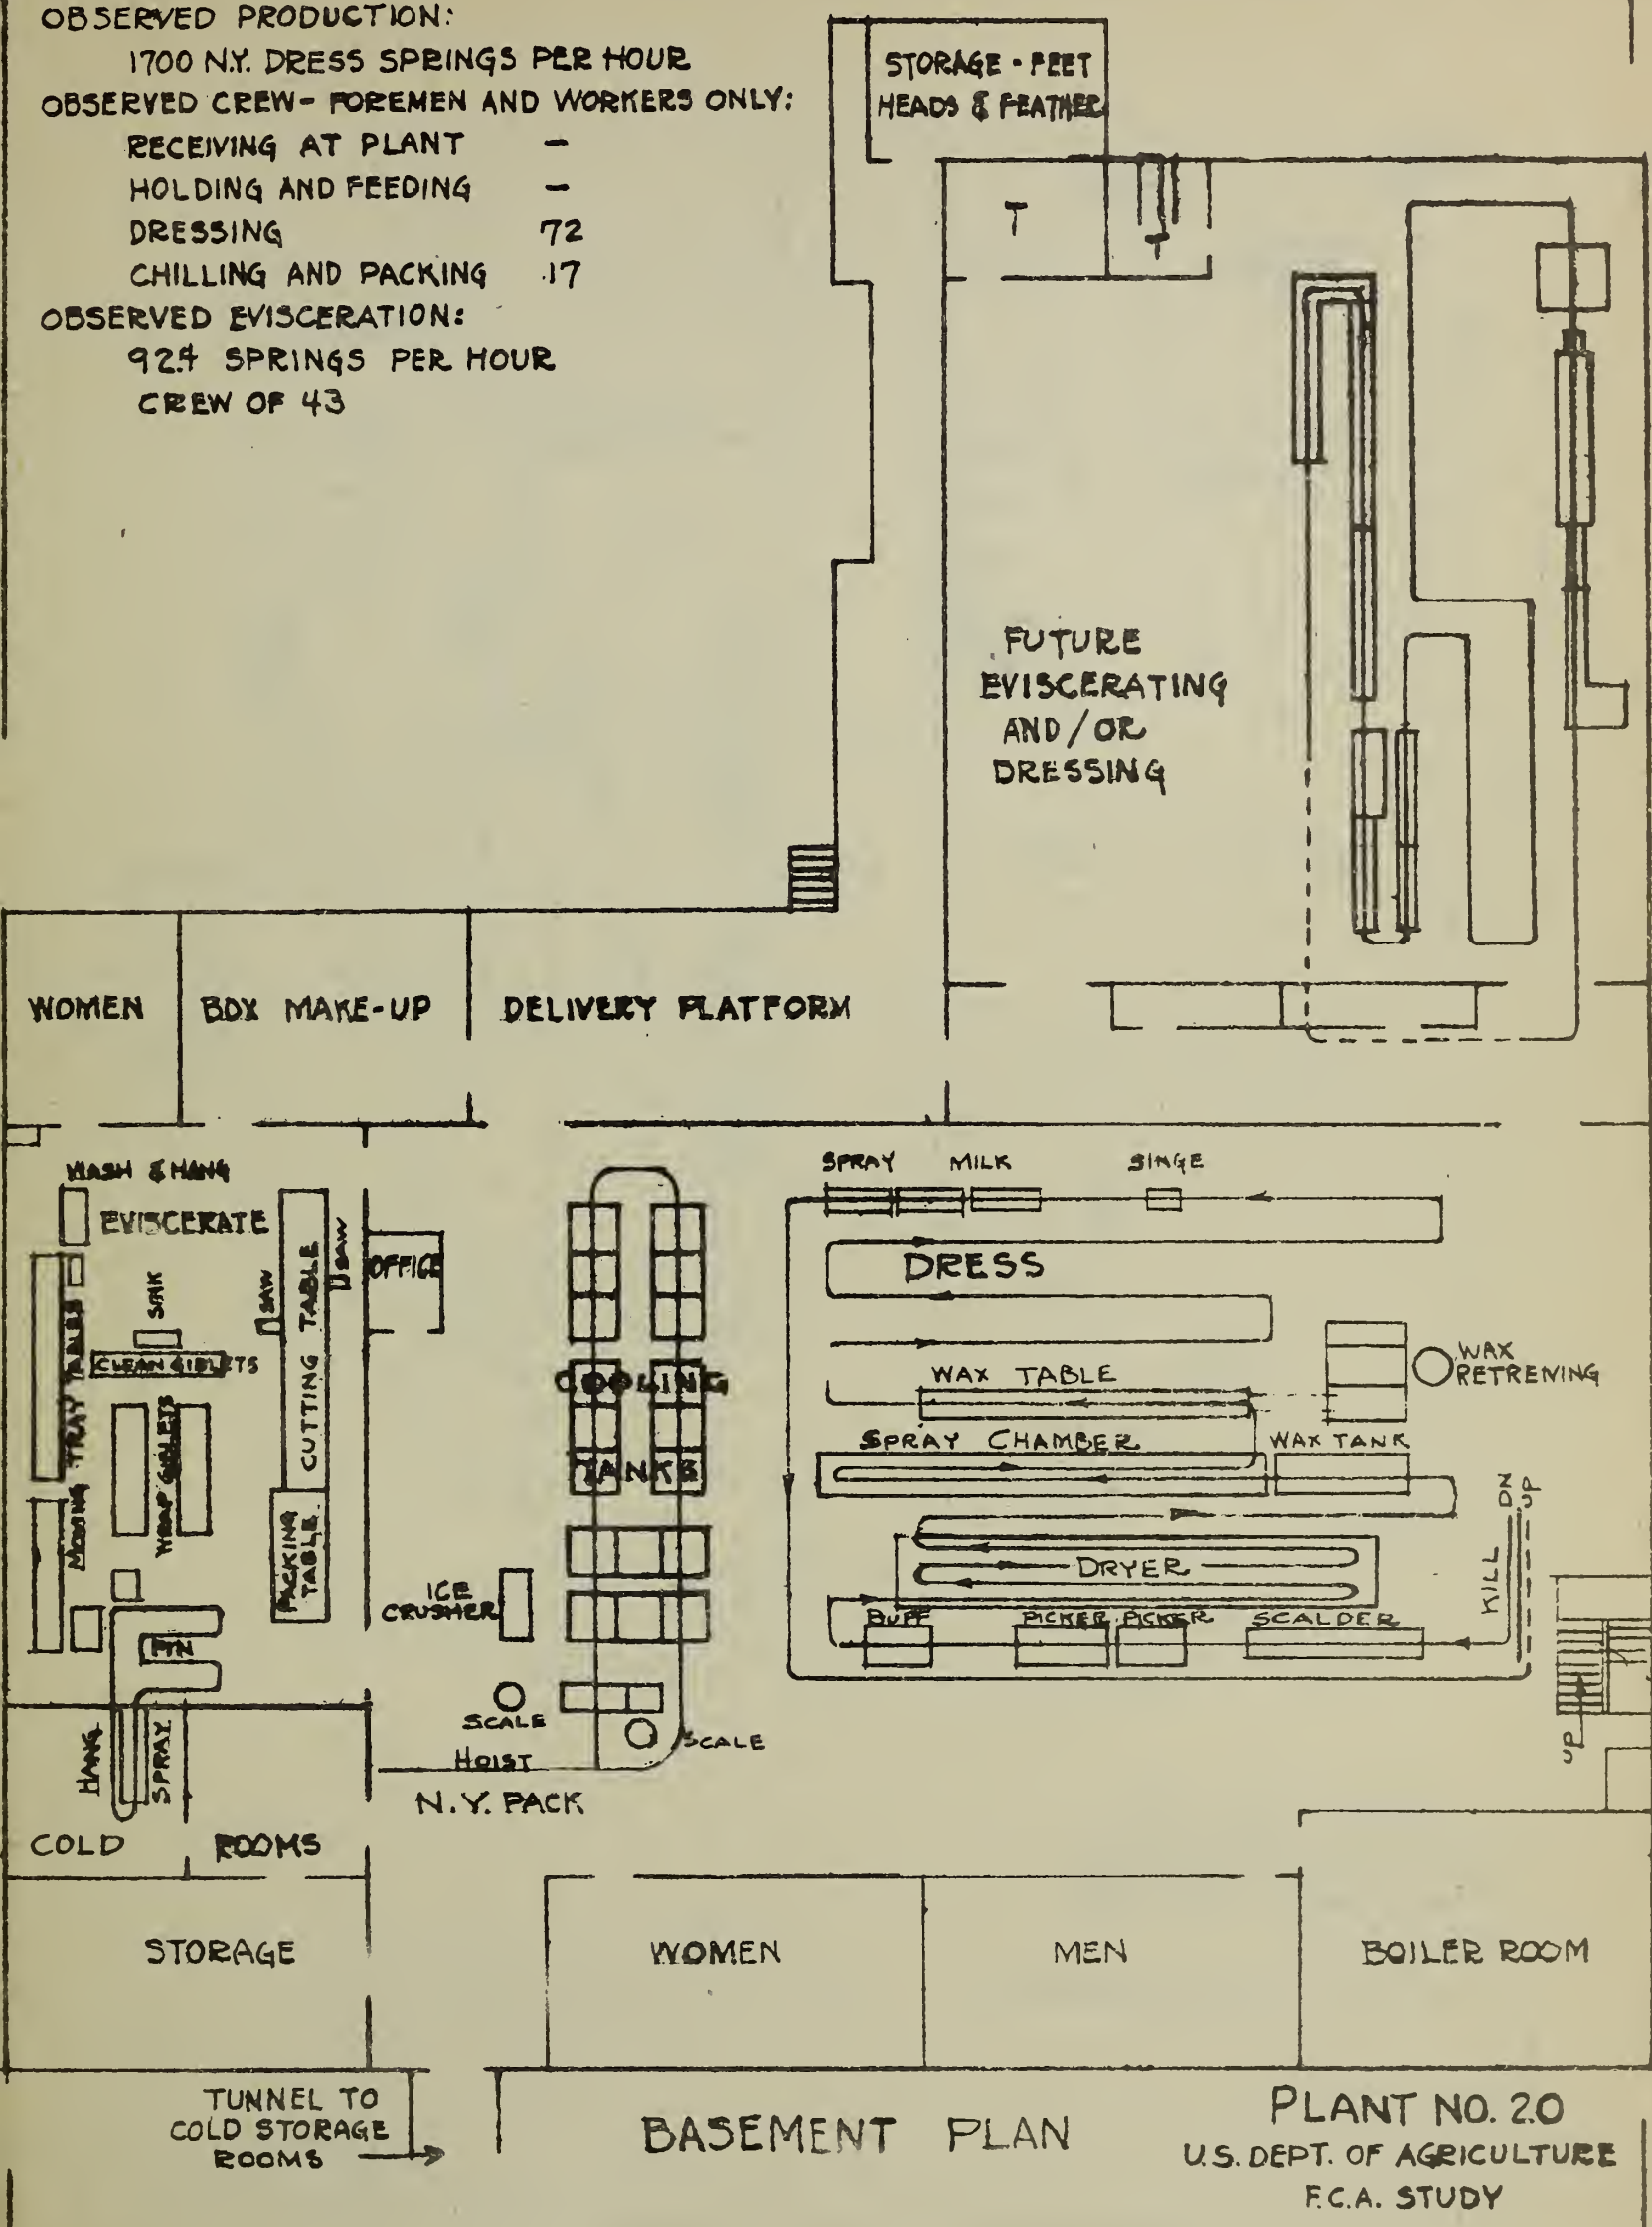 OBSERVED PRODUCTION:
1700 N.Y. DRESS SPRINGS PER HOUR
OBSERVED CREW- FOREMEN AND WORKERS ONLY:
RECEIVING AT PLANT -
HOLDING AND FEEDING -
DRESSING 72
CHILLING AND PACKING 17
OBSERVED EVISCERATION:
924 SPRINGS PER HOUR
CREW OF 43
STORAGE - FEET
HEADS & FEATHER
T
T
FUTURE
EVISCERATING
AND/OR
DRESSING
WOMEN
BOX MAKE-UP
DELIVERY PLATFORM
WASH & HANG
EVISCERATE
SINK
CLEAN GIBLETS
MOVING TRAY TABLES
WRAP GIBLETS
SAW
SAW
CUTTING TABLE
PACKING
TABLE
OFFICE
PIN
HANG
SPRAY
COLD ROOMS
COOLING
TANKS
ICE
CRUSHER
SCALE
SCALE
HOIST
N.Y. PACK
SPRAY
MILK
SINGE
DRESS
WAX TABLE
WAX
RETREIVING
SPRAY CHAMBER
WAX TANK
DRYER
BUFF
PICKER
PICKER
SCALDER
KILL
DN
UP
UP
STORAGE
WOMEN
MEN
BOILER ROOM
TUNNEL TO
COLD STORAGE
ROOMS
BASEMENT PLAN
PLANT NO. 20
U.S. DEPT. OF AGRICULTURE
F.C.A. STUDY